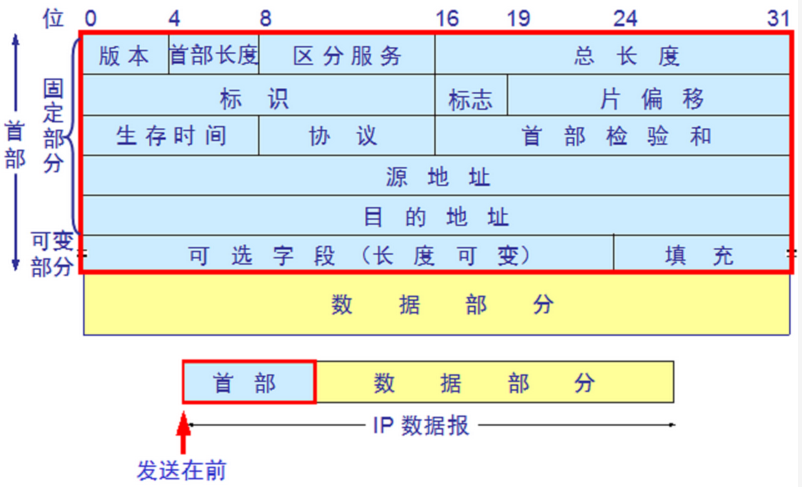 位 0 4 8 16 19 24 31
版本 首部长度 区分服务 总长度
标识 标志 片偏移
生存时间 协议 首部检验和
源地址
目的地址
可选字段（长度可变） 填充
首部
固定部分
可变部分
数据部分
首部 数据部分
IP 数据报
发送在前